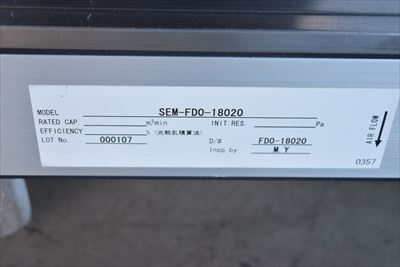 MODEL SEM-FDO-18020
RATED CAP. m³/min INIT. RES. Pa
EFFICIENCY % (光散乱積算法)
LOT No. 000107 D/# FDO-18020
Insp. by M.Y
AIR FLOW
0357